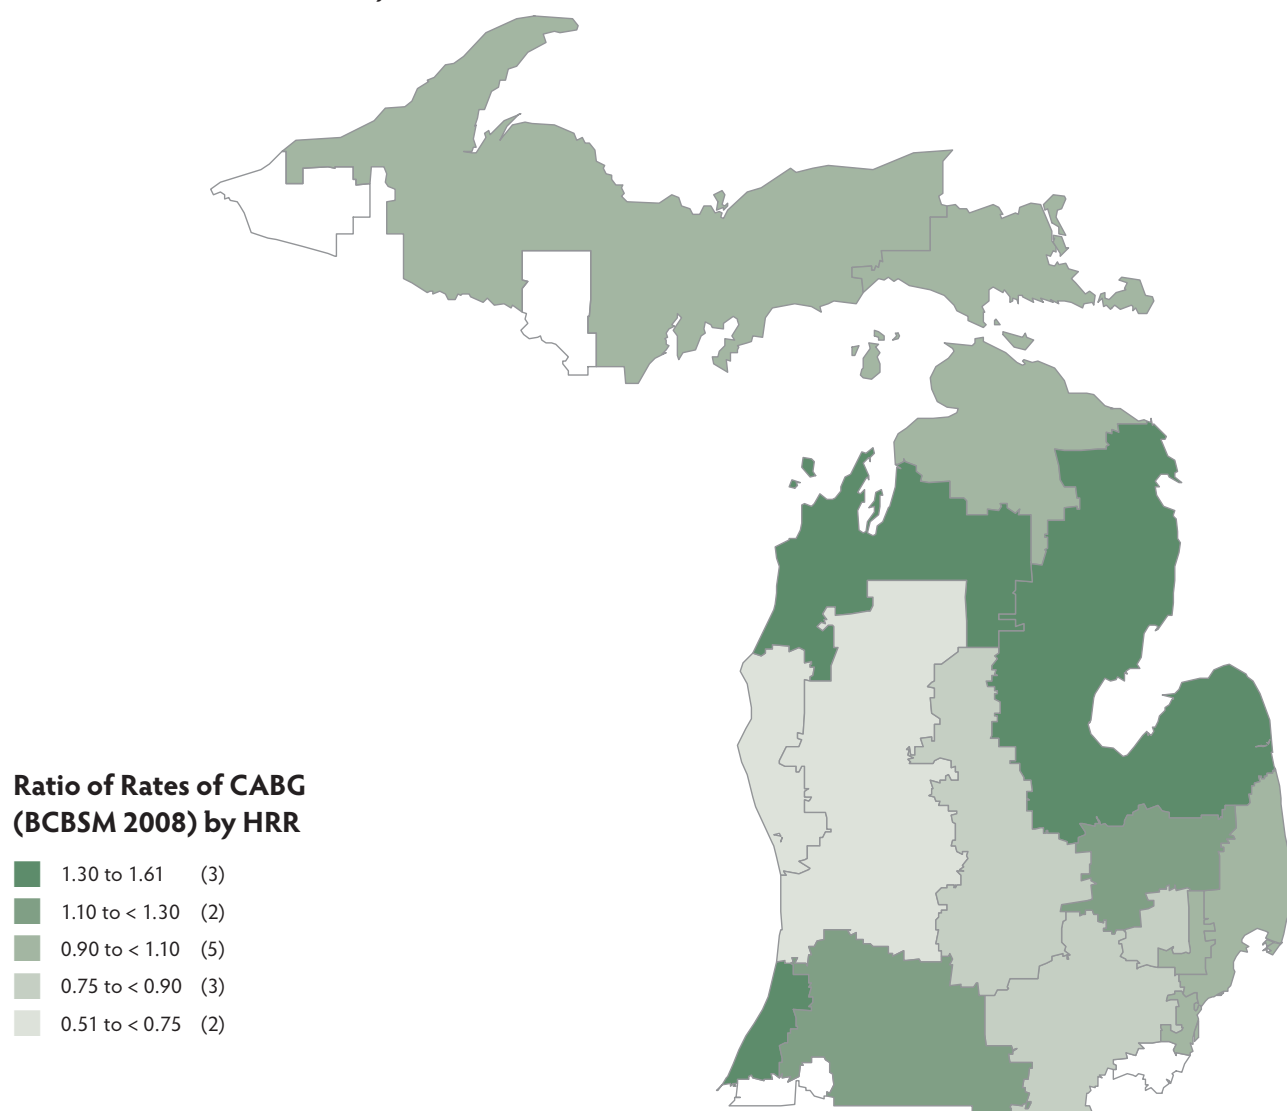 Ratio of Rates of CABG
(BCBSM 2008) by HRR
1.30 to 1.61 (3)
1.10 to < 1.30 (2)
0.90 to < 1.10 (5)
0.75 to < 0.90 (3)
0.51 to < 0.75 (2)